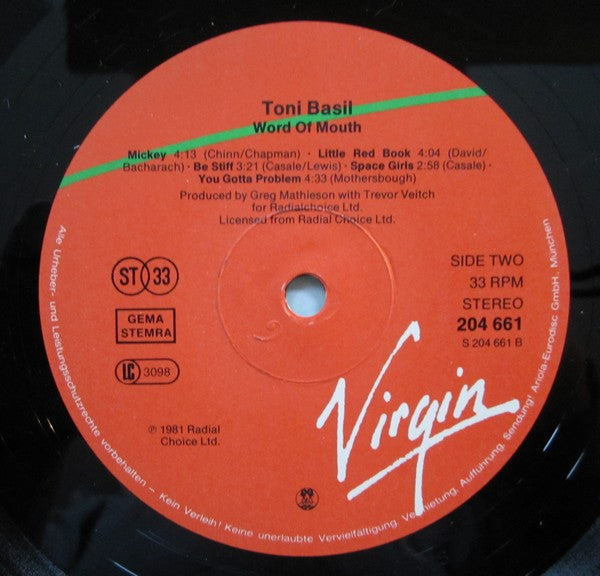 Toni Basil
Word Of Mouth
Mickey 4:13 (Chinn/Chapman) · Little Red Book 4:04 (David/
Bacharach) · Be Stiff 3:21 (Casale/Lewis) · Space Girls 2:58 (Casale) ·
You Gotta Problem 4:33 (Mothersbough)
Produced by Greg Mathieson with Trevor Veitch
for Radialchoice Ltd.
Licensed from Radial Choice Ltd.
ST 33
GEMA
STEMRA
LC 3098
℗ 1981 Radial
Choice Ltd.
SIDE TWO
33 RPM
STEREO
204 661
S 204 661 B
Virgin
Alle Urheber- und Leistungsschutzrechte vorbehalten – Kein Verleih! Keine unerlaubte Vervielfältigung, Vermietung, Aufführung, Sendung! Ariola-Eurodisc GmbH, München